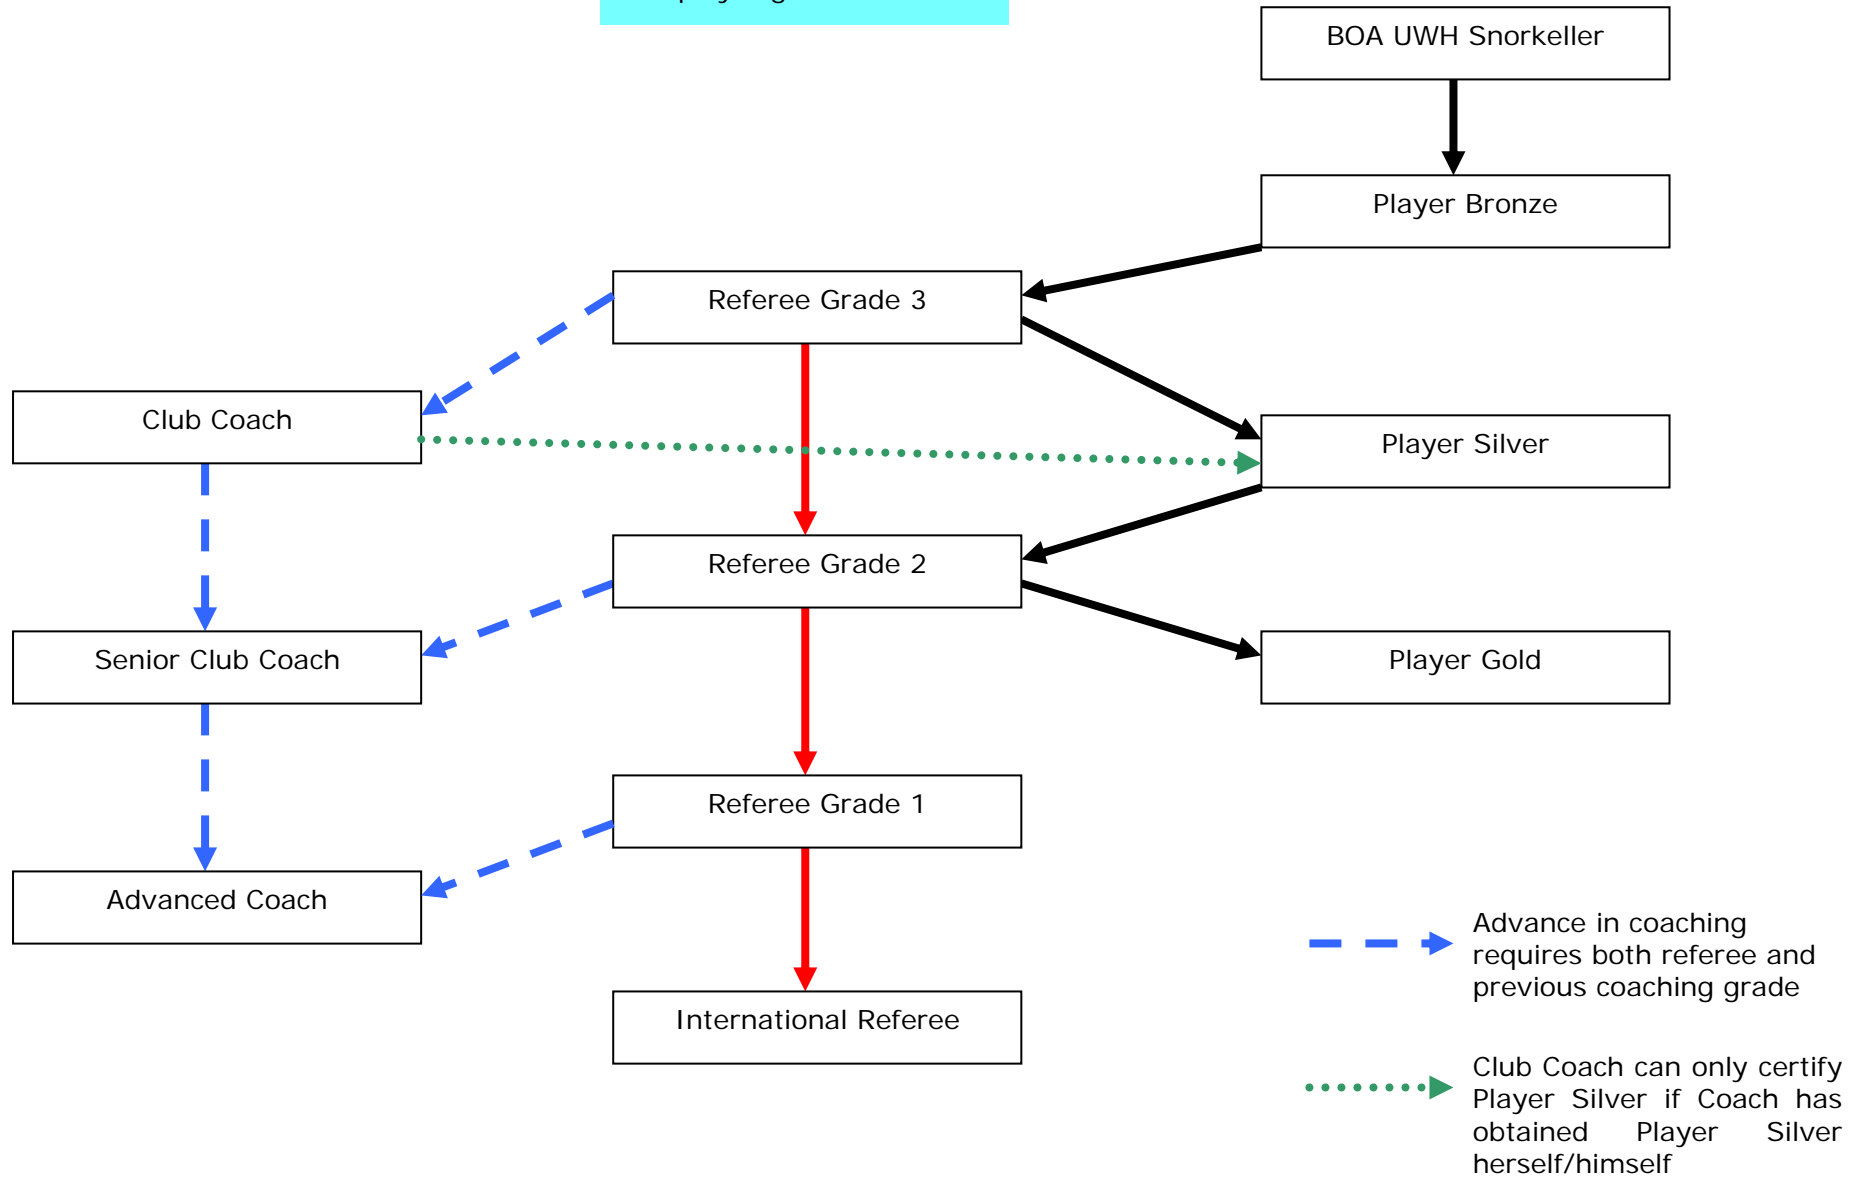 BOA UWH Snorkeller
Player Bronze
Referee Grade 3
Club Coach
Player Silver
Referee Grade 2
Senior Club Coach
Player Gold
Referee Grade 1
Advanced Coach
International Referee
Advance in coaching
requires both referee and
previous coaching grade
Club Coach can only certify
Player Silver if Coach has
obtained Player Silver
herself/himself